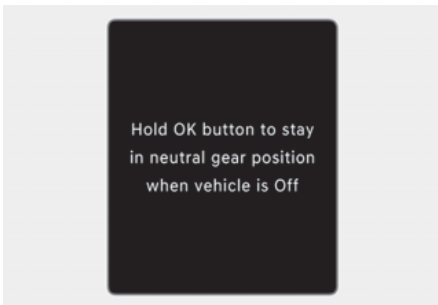 Hold OK button to stay
in neutral gear position
when vehicle is Off